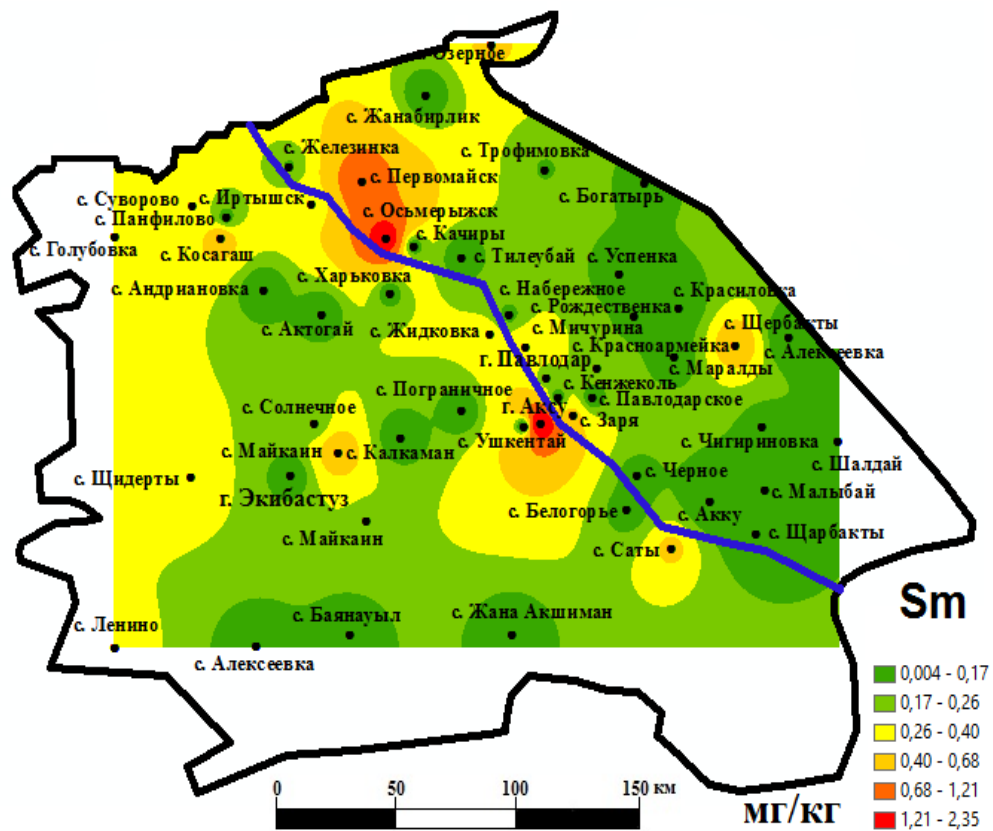 Озерное
с. Жанабирлик
с. Железинка
с. Трофимовка
с. Первомайск
с. Богатырь
с. Суворово
с. Иртышск
с. Панфилово
с. Осьмерыжск
с. Качиры
с. Голубовка
с. Косагаш
с. Тилеубай
с. Успенка
с. Харьковка
с. Андриановка
с. Набережное
с. Красиловка
с. Рождественка
с. Актогай
с. Жидковка
с. Мичурина
с. Щербакты
с. Красноармейка
с. Алексеевка
г. Павлодар
с. Маралды
с. Кенжеколь
с. Пограничное
с. Павлодарское
с. Солнечное
г. Аксу
с. Заря
с. Ушкентай
с. Чигириновка
с. Майкаин
с. Калкаман
с. Шалдай
с. Щидерты
с. Черное
с. Малыбай
г. Экибастуз
с. Белогорье
с. Акку
с. Майкаин
с. Щарбакты
с. Саты
Sm
с. Ленино
с. Баянауыл
с. Жана Акшиман
с. Алексеевка
0,004 - 0,17
0,17 - 0,26
0,26 - 0,40
0,40 - 0,68
0,68 - 1,21
1,21 - 2,35
0 50 100 150 км
мг/кг